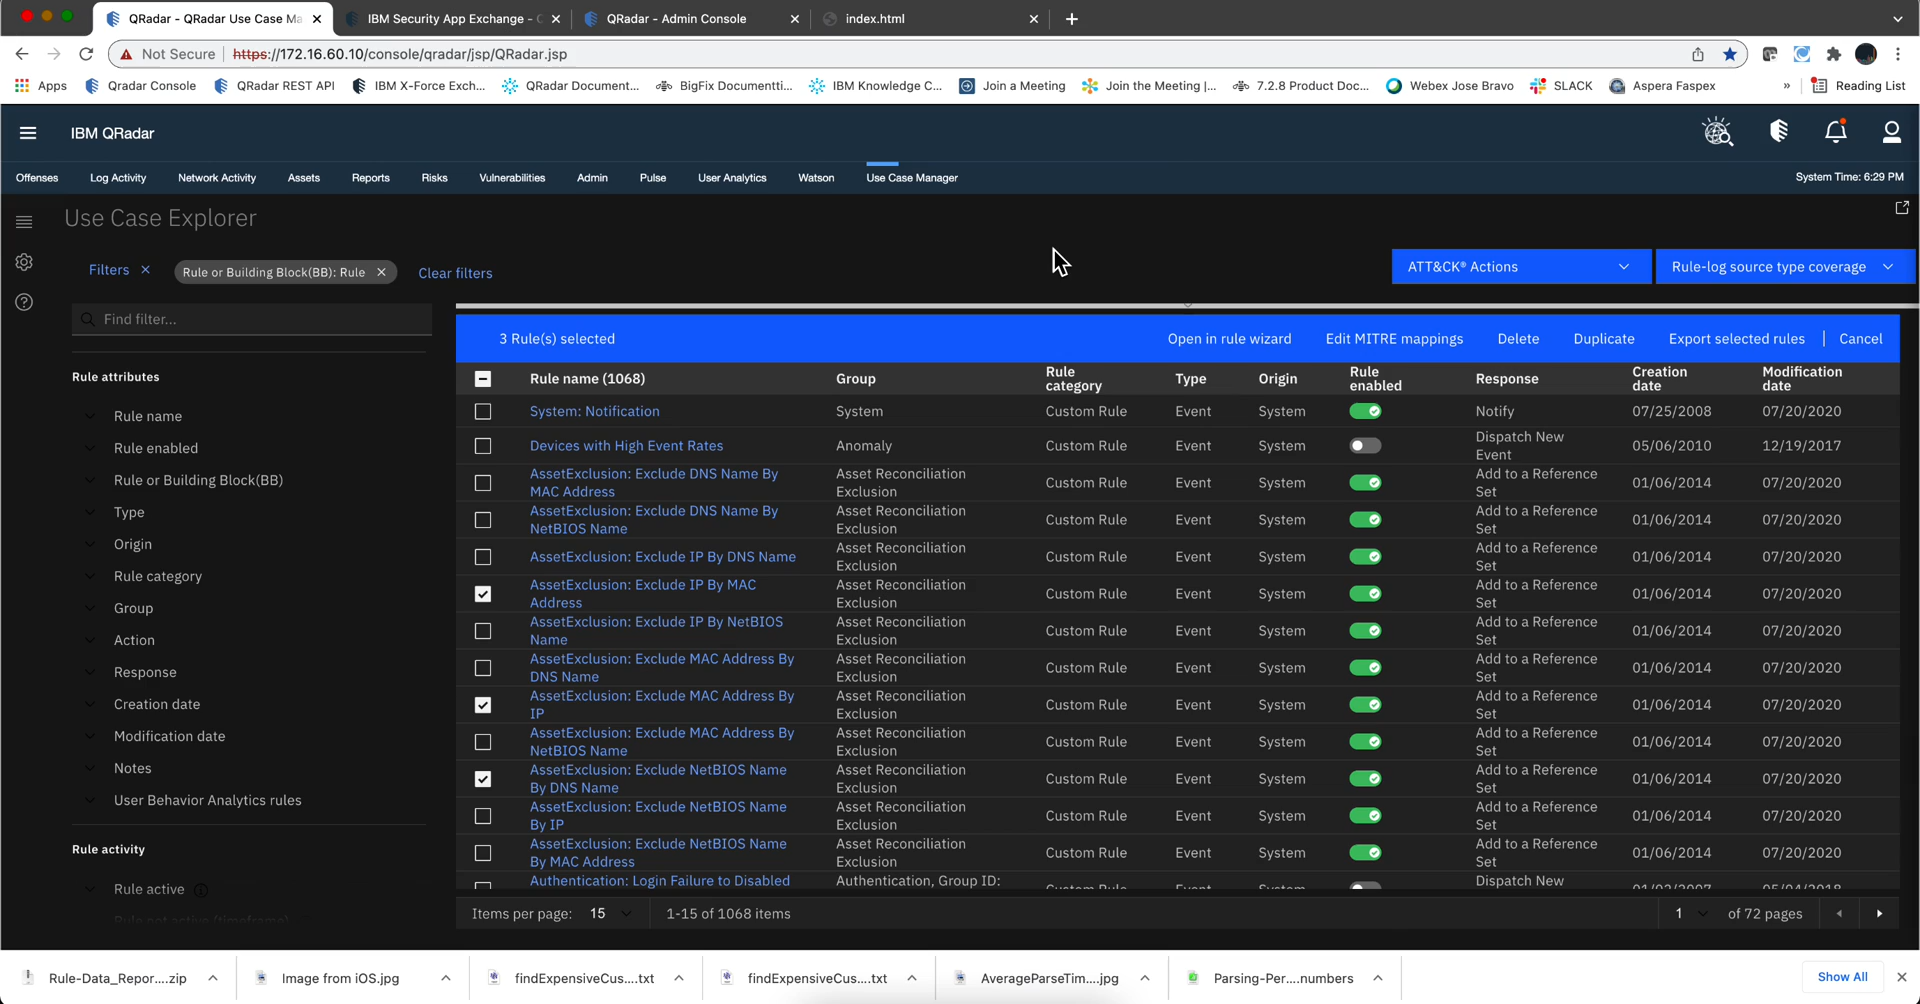 QRadar - QRadar Use Case Ma
IBM Security App Exchange -
QRadar - Admin Console
index.html
Not Secure
https://172.16.60.10/console/qradar/jsp/QRadar.jsp
Apps
Qradar Console
QRadar REST API
IBM X-Force Exch...
QRadar Document...
BigFix Documentti...
IBM Knowledge C...
Join a Meeting
Join the Meeting |...
7.2.8 Product Doc...
Webex Jose Bravo
SLACK
Aspera Faspex
»
Reading List
IBM QRadar
Offenses
Log Activity
Network Activity
Assets
Reports
Risks
Vulnerabilities
Admin
Pulse
User Analytics
Watson
Use Case Manager
System Time: 6:29 PM
Use Case Explorer
Filters
Rule or Building Block(BB): Rule
Clear filters
ATT&CK® Actions
Rule-log source type coverage
Find filter...
Rule attributes
Rule name
Rule enabled
Rule or Building Block(BB)
Type
Origin
Rule category
Group
Action
Response
Creation date
Modification date
Notes
User Behavior Analytics rules
Rule activity
Rule active
Rule not active (timeframe)
3 Rule(s) selected
Open in rule wizard
Edit MITRE mappings
Delete
Duplicate
Export selected rules
Cancel
Rule name (1068) Group Rule category Type Origin Rule enabled Response Creation date Modification date
System: Notification System Custom Rule Event System Notify 07/25/2008 07/20/2020
Devices with High Event Rates Anomaly Custom Rule Event System Dispatch New Event 05/06/2010 12/19/2017
AssetExclusion: Exclude DNS Name By MAC Address Asset Reconciliation Exclusion Custom Rule Event System Add to a Reference Set 01/06/2014 07/20/2020
AssetExclusion: Exclude DNS Name By NetBIOS Name Asset Reconciliation Exclusion Custom Rule Event System Add to a Reference Set 01/06/2014 07/20/2020
AssetExclusion: Exclude IP By DNS Name Asset Reconciliation Exclusion Custom Rule Event System Add to a Reference Set 01/06/2014 07/20/2020
AssetExclusion: Exclude IP By MAC Address Asset Reconciliation Exclusion Custom Rule Event System Add to a Reference Set 01/06/2014 07/20/2020
AssetExclusion: Exclude IP By NetBIOS Name Asset Reconciliation Exclusion Custom Rule Event System Add to a Reference Set 01/06/2014 07/20/2020
AssetExclusion: Exclude MAC Address By DNS Name Asset Reconciliation Exclusion Custom Rule Event System Add to a Reference Set 01/06/2014 07/20/2020
AssetExclusion: Exclude MAC Address By IP Asset Reconciliation Exclusion Custom Rule Event System Add to a Reference Set 01/06/2014 07/20/2020
AssetExclusion: Exclude MAC Address By NetBIOS Name Asset Reconciliation Exclusion Custom Rule Event System Add to a Reference Set 01/06/2014 07/20/2020
AssetExclusion: Exclude NetBIOS Name By DNS Name Asset Reconciliation Exclusion Custom Rule Event System Add to a Reference Set 01/06/2014 07/20/2020
AssetExclusion: Exclude NetBIOS Name By IP Asset Reconciliation Exclusion Custom Rule Event System Add to a Reference Set 01/06/2014 07/20/2020
AssetExclusion: Exclude NetBIOS Name By MAC Address Asset Reconciliation Exclusion Custom Rule Event System Add to a Reference Set 01/06/2014 07/20/2020
Authentication: Login Failure to Disabled Authentication, Group ID: Custom Rule Event System Dispatch New
Items per page: 15
1-15 of 1068 items
1 of 72 pages
Rule-Data_Repor....zip
Image from iOS.jpg
findExpensiveCus....txt
findExpensiveCus....txt
AverageParseTim....jpg
Parsing-Per....numbers
Show All